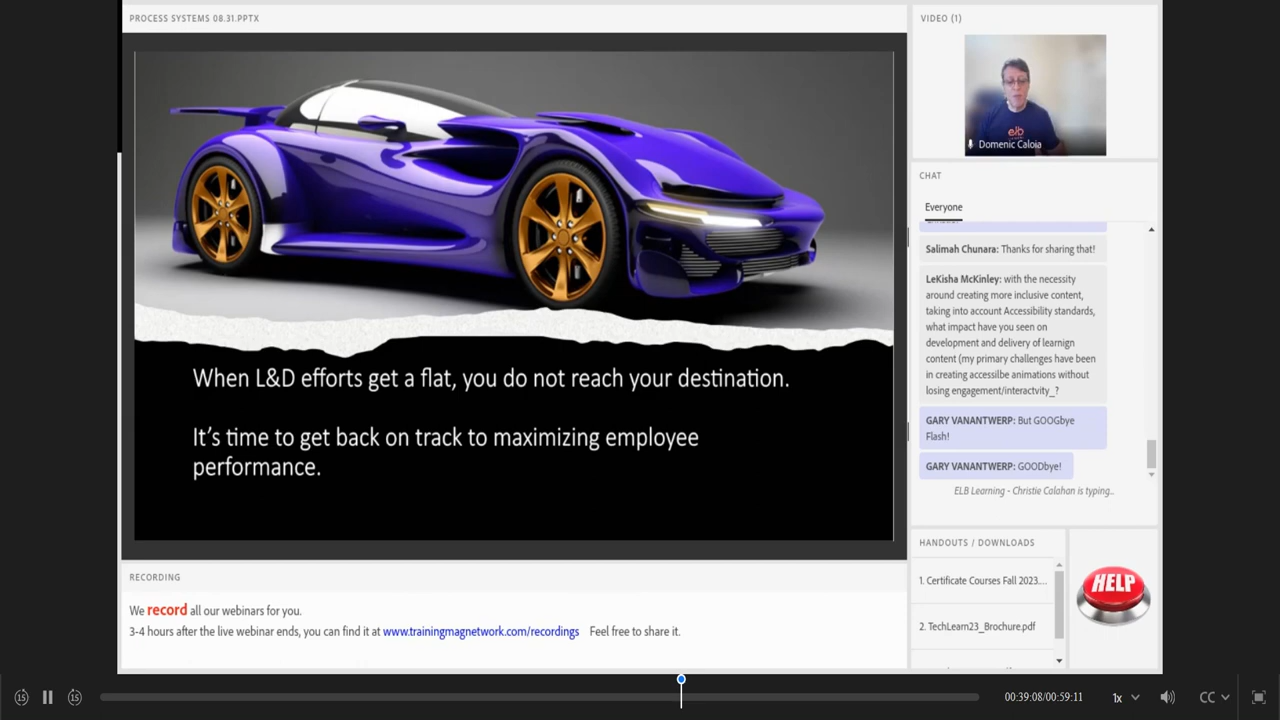 PROCESS SYSTEMS 08.31.PPTX
When L&D efforts get a flat, you do not reach your destination.
It's time to get back on track to maximizing employee
performance.
RECORDING
We record all our webinars for you.
3-4 hours after the live webinar ends, you can find it at www.trainingmagnetwork.com/recordings Feel free to share it.
VIDEO (1)
elb
Domenic Caloia
CHAT
Everyone
Salimah Chunara: Thanks for sharing that!
LeKisha McKinley: with the necessity
around creating more inclusive content,
taking into account Accessibility standards,
what impact have you seen on
development and delivery of learnign
content (my primary challenges have been
in creating accessilbe animations without
losing engagement/interactvity_?
GARY VANANTWERP: But GOOGbye
Flash!
GARY VANANTWERP: GOODbye!
ELB Learning - Christie Calahan is typing..
HANDOUTS / DOWNLOADS
1. Certificate Courses Fall 2023....
2. TechLearn23_Brochure.pdf
HELP
15
15
00:39:08/00:59:11
1x
CC